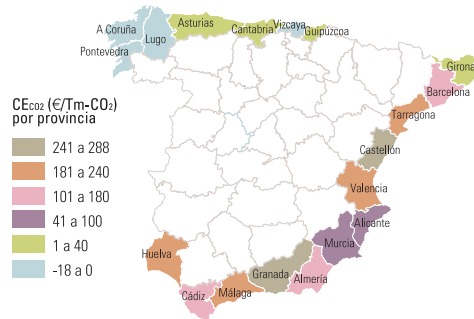 A Coruña
Lugo
Pontevedra
Asturias
Cantabria
Vizcaya
Guipúzcoa
Girona
Barcelona
Tarragona
Castellón
Valencia
Alicante
Murcia
Almería
Granada
Málaga
Cádiz
Huelva
CEco2 (€/Tm-CO2)
por provincia
241 a 288
181 a 240
101 a 180
41 a 100
1 a 40
-18 a 0